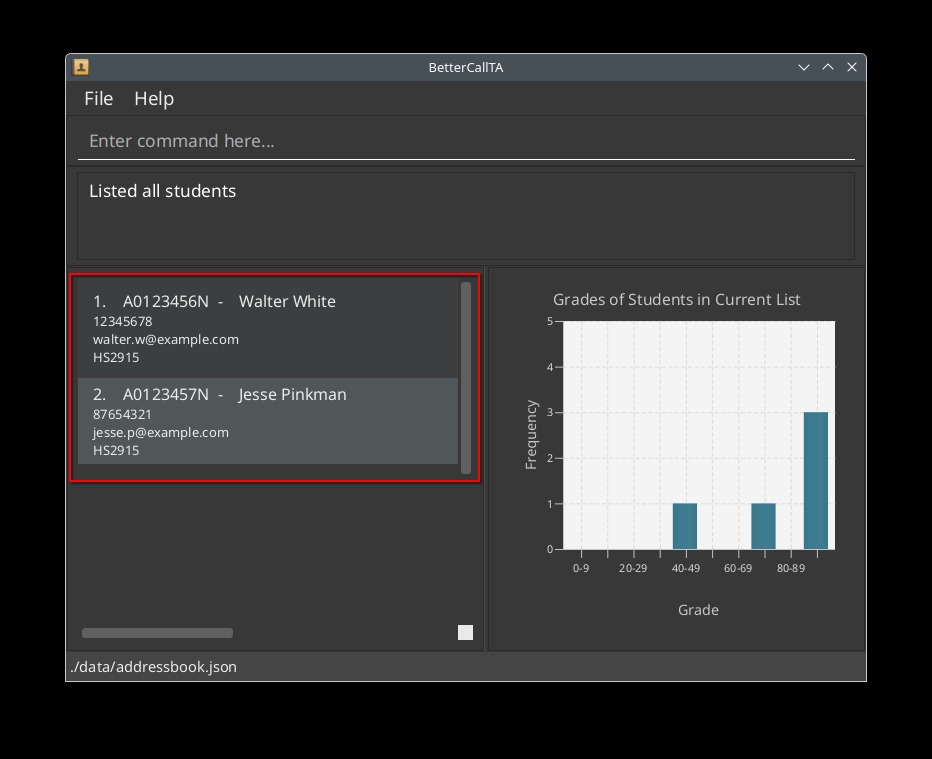 BetterCallTA
File Help
Enter command here...
Listed all students
1. A0123456N - Walter White
12345678
walter.w@example.com
HS2915
2. A0123457N - Jesse Pinkman
87654321
jesse.p@example.com
HS2915
Grades of Students in Current List
Frequency
5
4
3
2
1
0
0-9 20-29 40-49 60-69 80-89
Grade
./data/addressbook.json